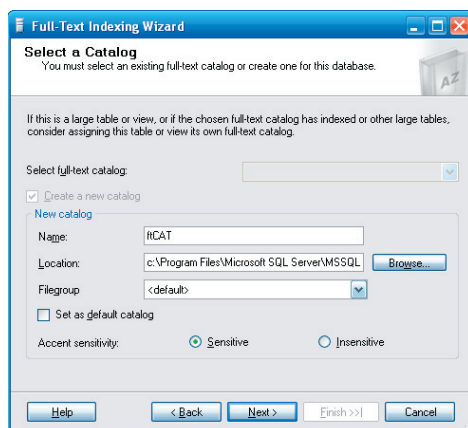 Full-Text Indexing Wizard
Select a Catalog
You must select an existing full-text catalog or create one for this database.
AZ
If this is a large table or view, or if the chosen full-text catalog has indexed or other large tables,
consider assigning this table or view its own full-text catalog.
Select full-text catalog:
Create a new catalog
New catalog
Name: ftCAT
Location: c:\Program Files\Microsoft SQL Server\MSSQL Browse...
Filegroup <default>
Set as default catalog
Accent sensitivity: Sensitive Insensitive
Help < Back Next > Finish >>| Cancel